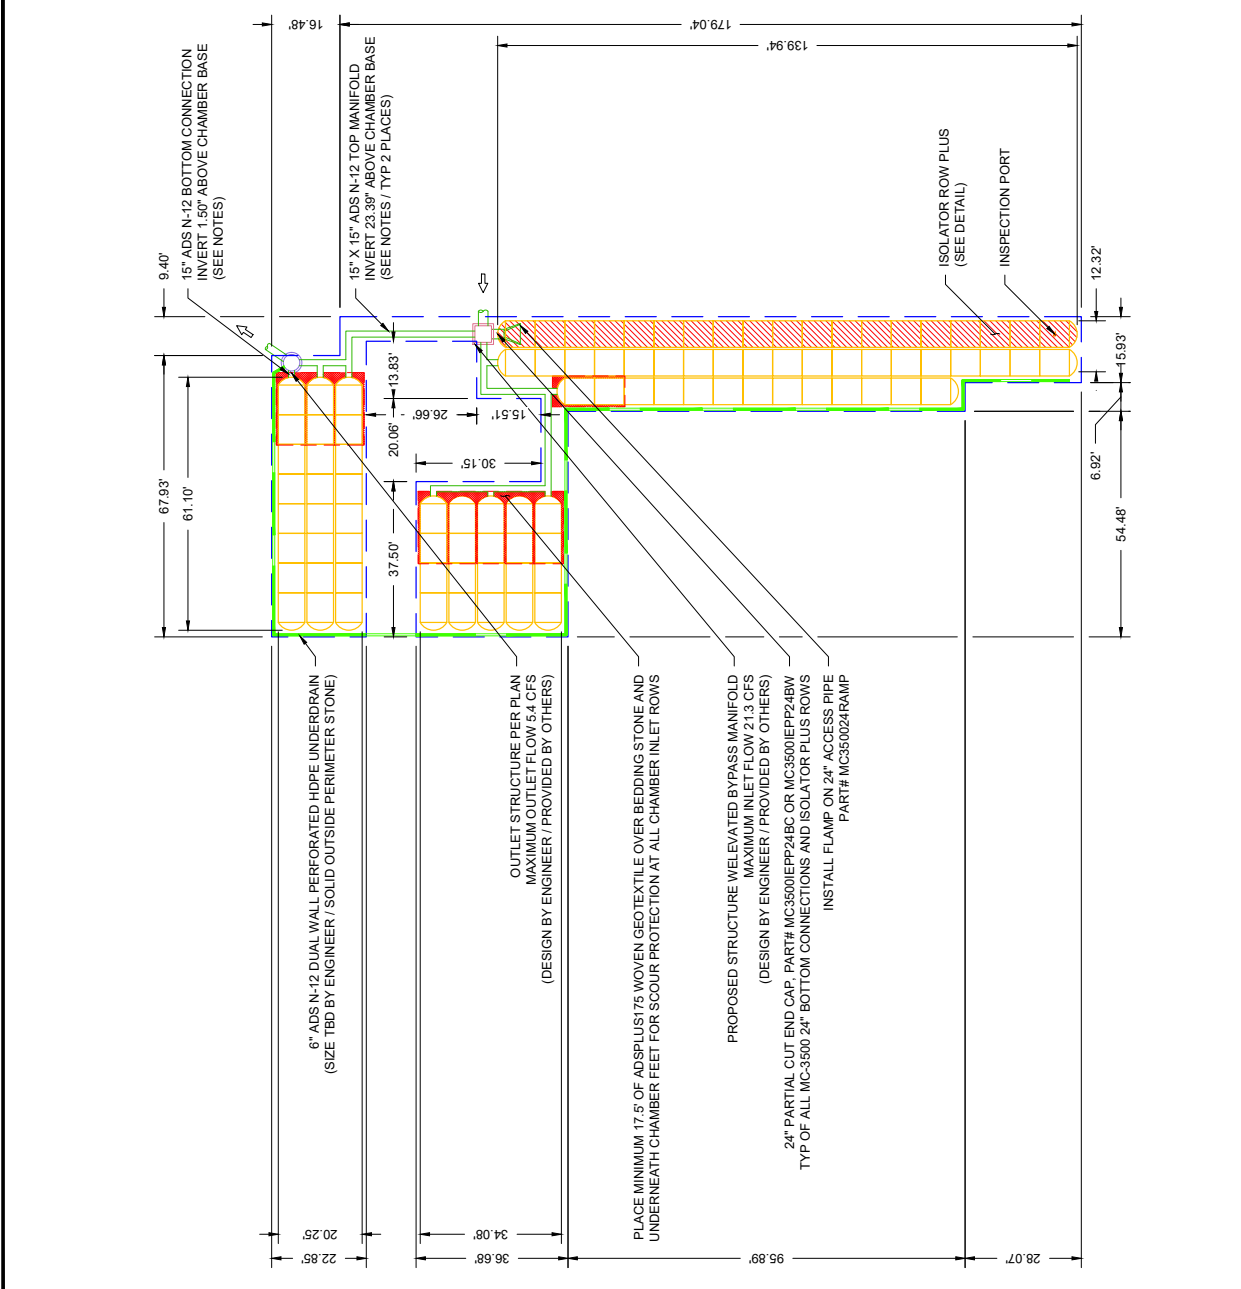 16.48'
179.04'
139.94'
15" ADS N-12 BOTTOM CONNECTION
INVERT 1.50" ABOVE CHAMBER BASE
(SEE NOTES)
15" X 15" ADS N-12 TOP MANIFOLD
INVERT 23.39" ABOVE CHAMBER BASE
(SEE NOTES / TYP 2 PLACES)
ISOLATOR ROW PLUS
(SEE DETAIL)
INSPECTION PORT
9.40'
12.32'
67.93'
61.10'
13.83'
20.06'
26.66'
15.51'
30.15'
37.50'
15.93'
6.92'
54.48'
6" ADS N-12 DUAL WALL PERFORATED HDPE UNDERDRAIN
(SIZE TBD BY ENGINEER / SOLID OUTSIDE PERIMETER STONE)
OUTLET STRUCTURE PER PLAN
MAXIMUM OUTLET FLOW 5.4 CFS
(DESIGN BY ENGINEER / PROVIDED BY OTHERS)
PLACE MINIMUM 17.5' OF ADSPLUS175 WOVEN GEOTEXTILE OVER BEDDING STONE AND
UNDERNEATH CHAMBER FEET FOR SCOUR PROTECTION AT ALL CHAMBER INLET ROWS
PROPOSED STRUCTURE W/ELEVATED BYPASS MANIFOLD
MAXIMUM INLET FLOW 21.3 CFS
(DESIGN BY ENGINEER / PROVIDED BY OTHERS)
24" PARTIAL CUT END CAP, PART# MC3500IEPP24BC OR MC3500IEPP24BW
TYP OF ALL MC-3500 24" BOTTOM CONNECTIONS AND ISOLATOR PLUS ROWS
INSTALL FLAMP ON 24" ACCESS PIPE
PART# MC350024RAMP
20.25'
22.85'
34.08'
36.68'
95.89'
28.07'